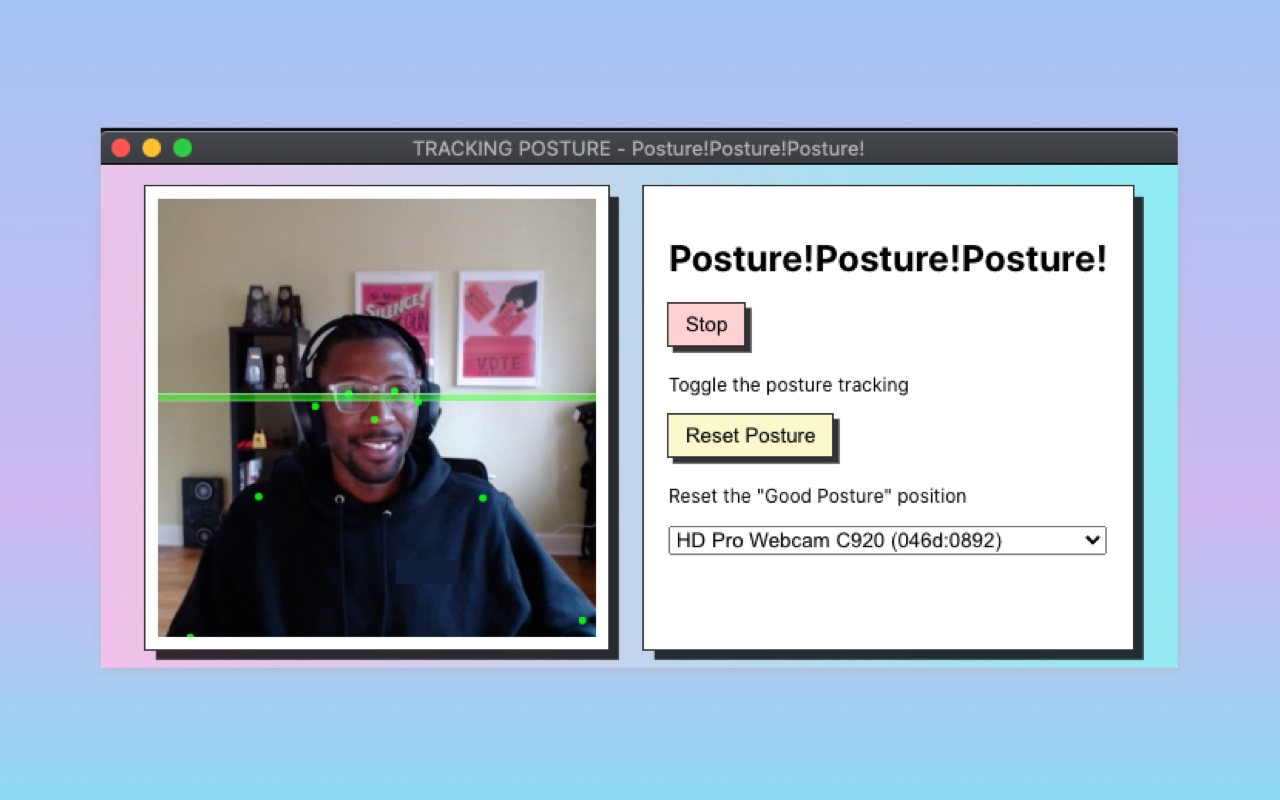 TRACKING POSTURE - Posture!Posture!Posture!
SILENCE!
GUN
VOTE
Posture!Posture!Posture!
Stop
Toggle the posture tracking
Reset Posture
Reset the "Good Posture" position
HD Pro Webcam C920 (046d:0892)